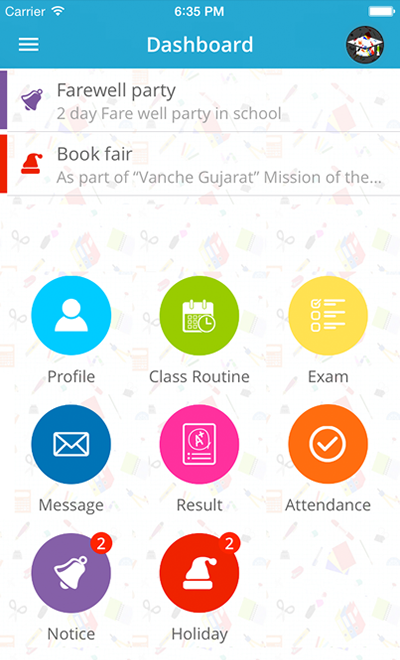 Carrier 6:35 PM
Dashboard
Farewell party
2 day Fare well party in school
Book fair
As part of “Vanche Gujarat” Mission of the...
Profile Class Routine Exam
Message Result Attendance
2 2
Notice Holiday